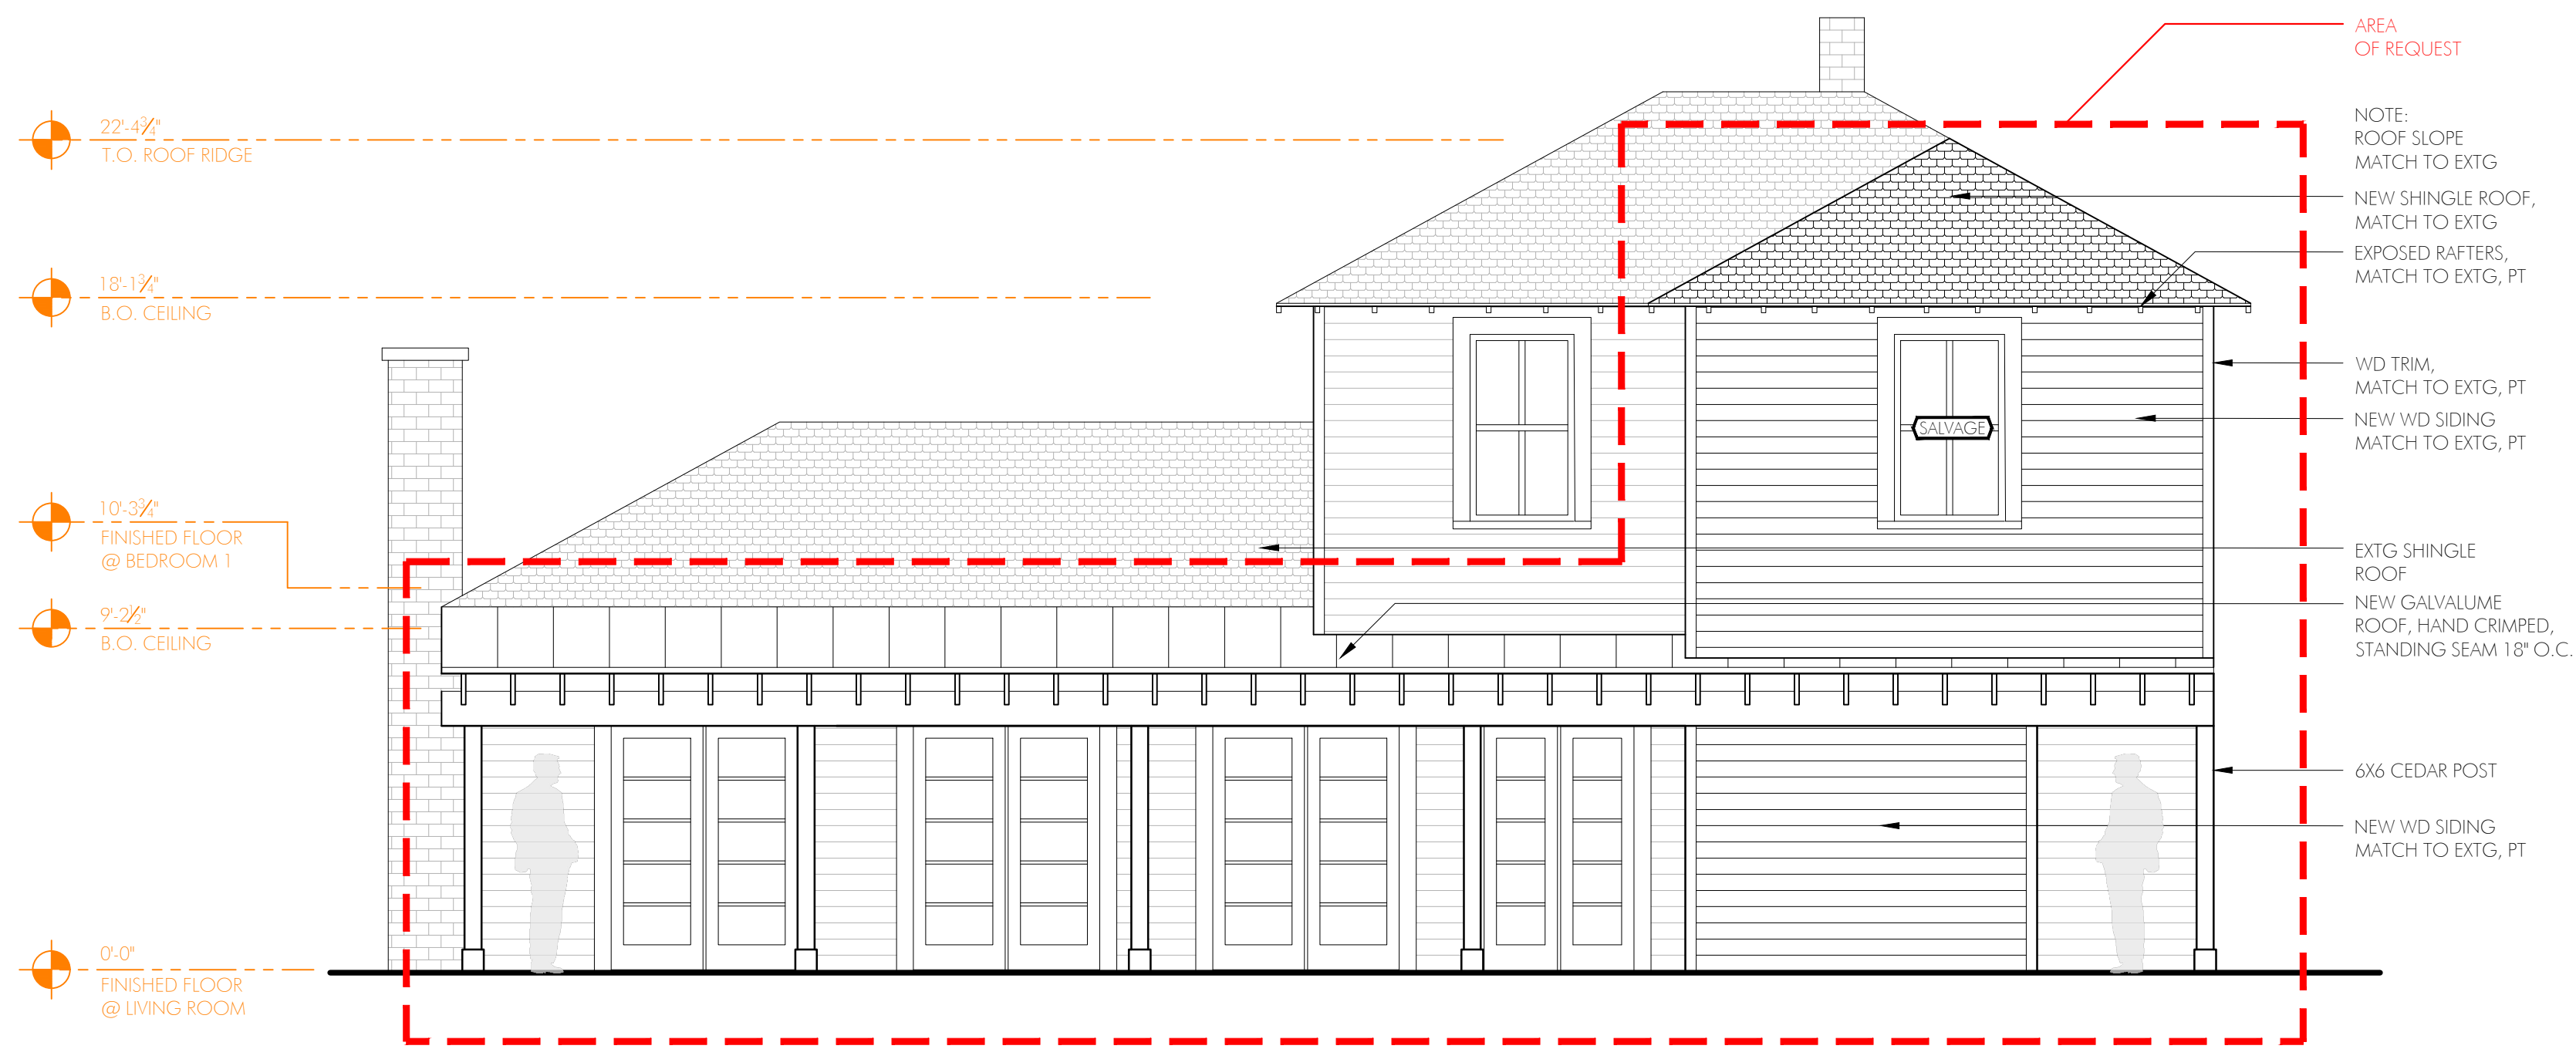 22'-4¾"
T.O. ROOF RIDGE
18'-1¾"
B.O. CEILING
10'-3¾"
FINISHED FLOOR
@ BEDROOM 1
9'-2½"
B.O. CEILING
0'-0"
FINISHED FLOOR
@ LIVING ROOM
SALVAGE
AREA
OF REQUEST
NOTE:
ROOF SLOPE
MATCH TO EXTG
NEW SHINGLE ROOF,
MATCH TO EXTG
EXPOSED RAFTERS,
MATCH TO EXTG, PT
WD TRIM,
MATCH TO EXTG, PT
NEW WD SIDING
MATCH TO EXTG, PT
EXTG SHINGLE
ROOF
NEW GALVALUME
ROOF, HAND CRIMPED,
STANDING SEAM 18" O.C.
6X6 CEDAR POST
NEW WD SIDING
MATCH TO EXTG, PT